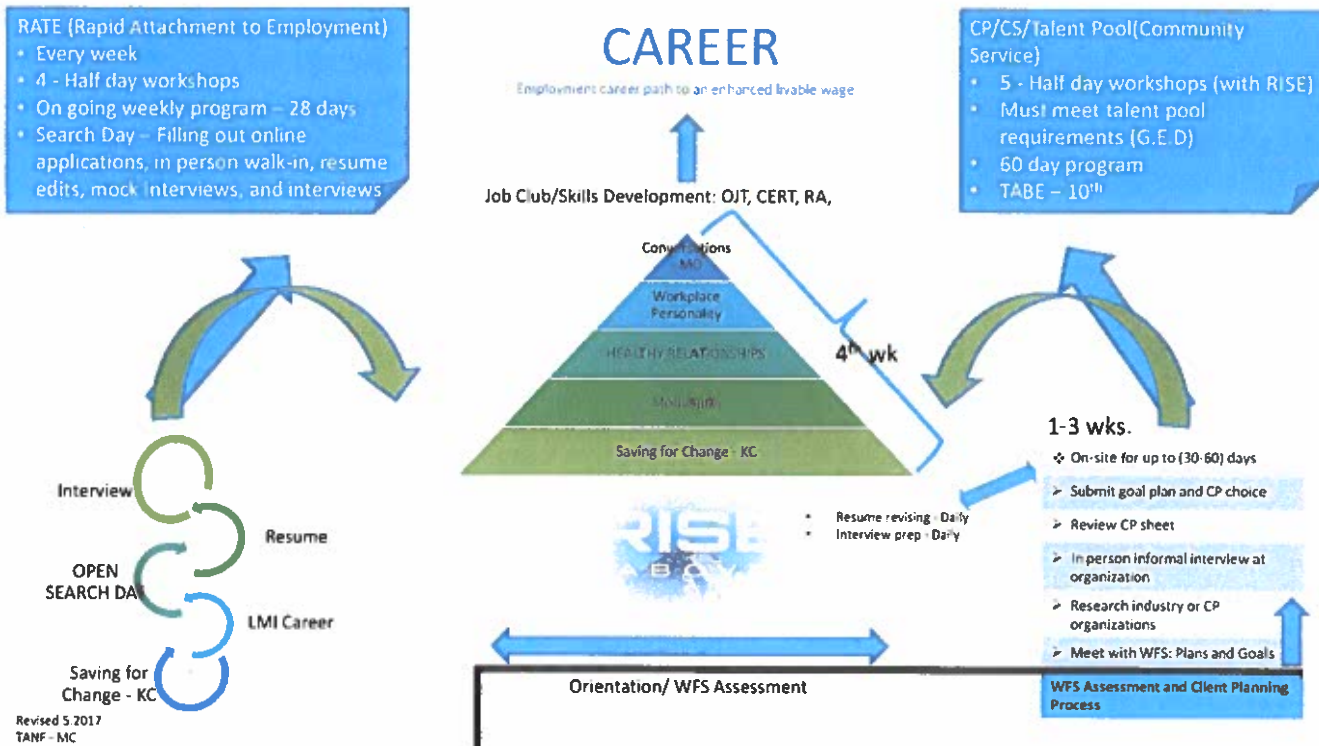 RATE (Rapid Attachment to Employment)
• Every week
• 4 - Half day workshops
• On going weekly program – 28 days
• Search Day – Filling out online
applications, in person walk-in, resume
edits, mock interviews, and interviews
CAREER
Employment career path to an enhanced livable wage
CP/CS/Talent Pool(Community
Service)
• 5 - Half day workshops (with RISE)
• Must meet talent pool
requirements (G.E.D)
• 60 day program
• TABE – 10th
Job Club/Skills Development: OJT, CERT, RA,
Conversations
MO
Workplace
Personality
HEALTHY RELATIONSHIPS
Saving for Change - KC
4th wk
Interview
Resume
OPEN
SEARCH DAY
LMI Career
Saving for
Change - KC
Revised 5.2017
TANF - MC
RISE
ABOVE
• Resume revising - Daily
• Interview prep - Daily
1-3 wks.
❖ On-site for up to (30-60) days
➢ Submit goal plan and CP choice
➢ Review CP sheet
➢ In person informal interview at
organization
➢ Research industry or CP
organizations
➢ Meet with WFS: Plans and Goals
Orientation/ WFS Assessment
WFS Assessment and Client Planning
Process